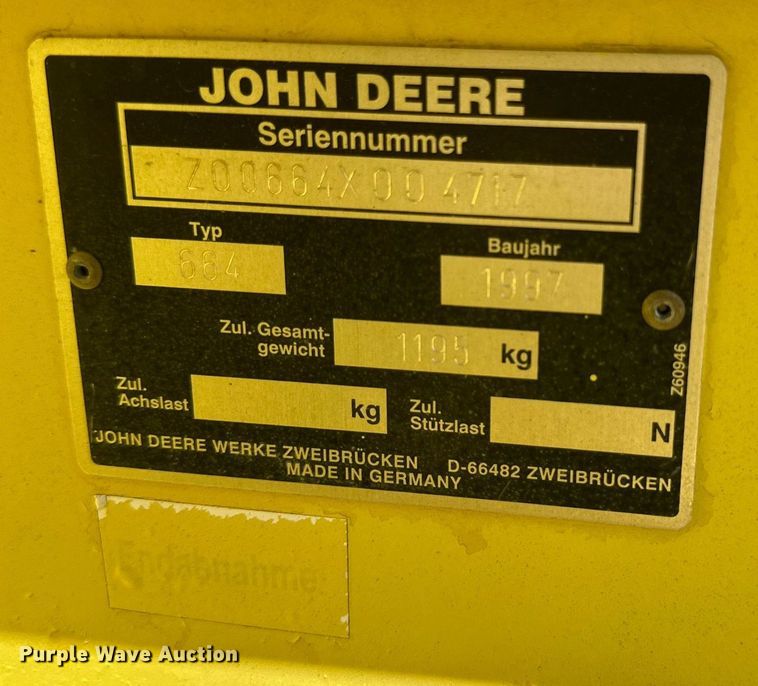 JOHN DEERE
Seriennummer
Z00664X004717
Typ
664
Baujahr
1997
Zul. Gesamt-
gewicht
1195 kg
Zul.
Achslast
kg
Zul.
Stützlast
N
Z60946
JOHN DEERE WERKE ZWEIBRÜCKEN D-66482 ZWEIBRÜCKEN
MADE IN GERMANY
Endabnahme
Purple Wave Auction